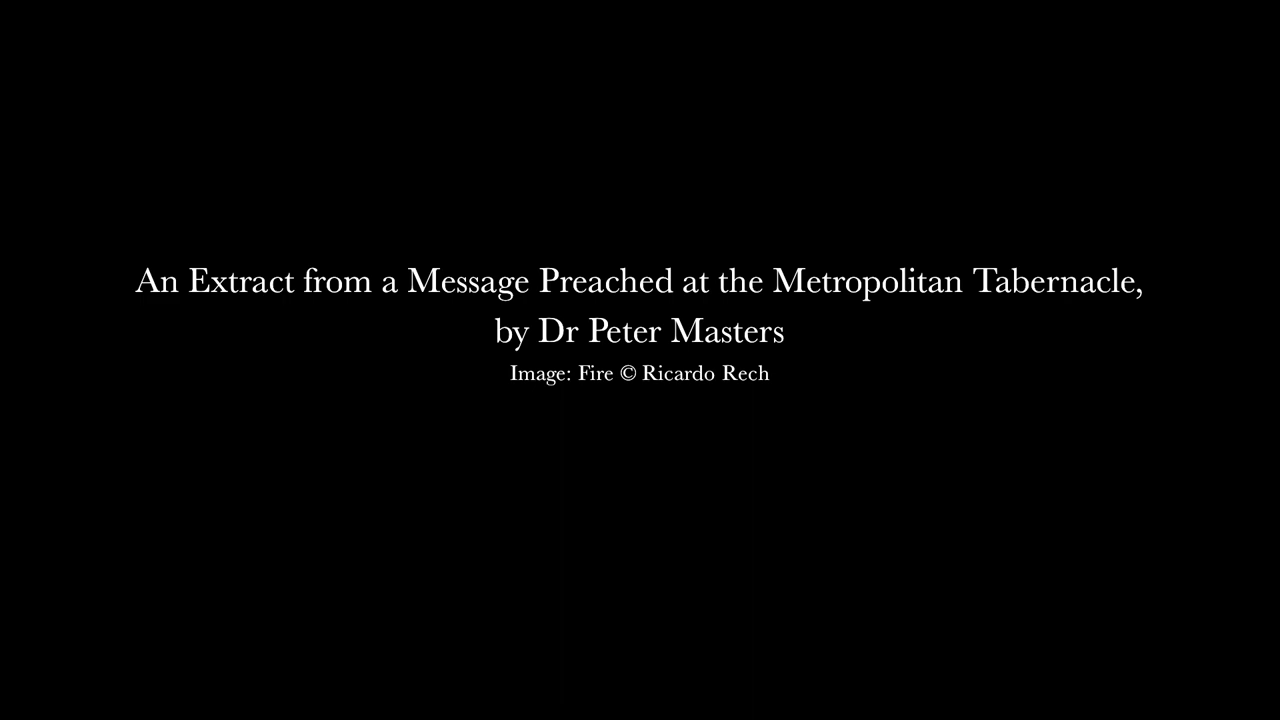 An Extract from a Message Preached at the Metropolitan Tabernacle,
by Dr Peter Masters
Image: Fire © Ricardo Rech